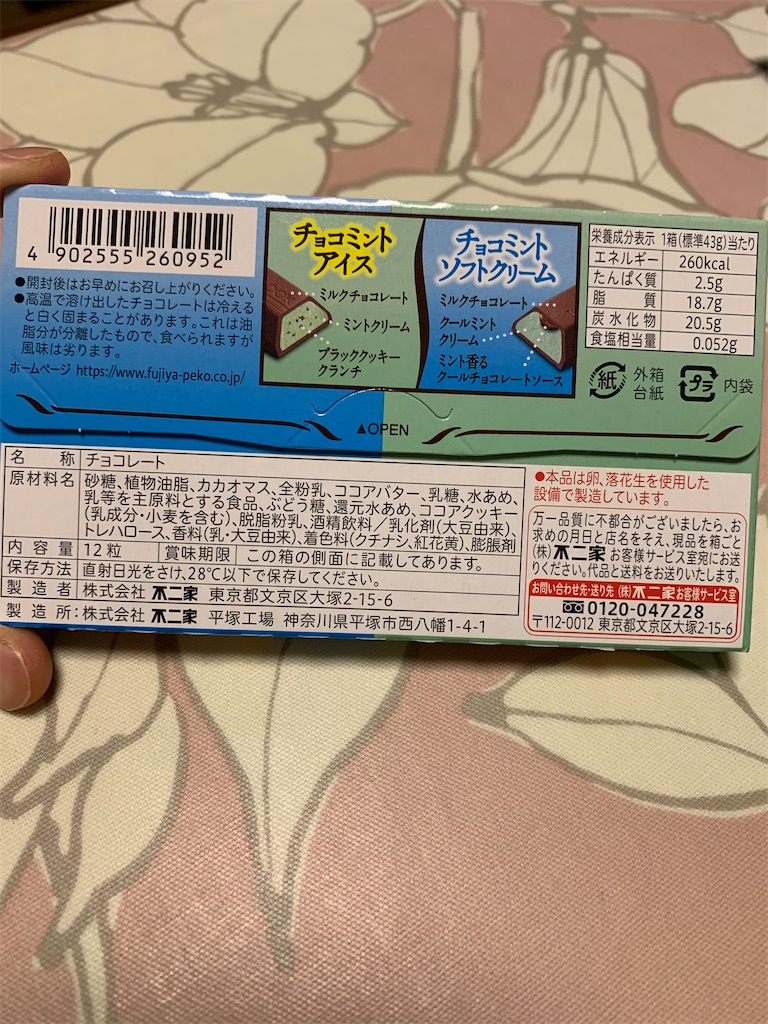 4 902555 260952
●開封後はお早めにお召し上がりください。
●高温で溶け出したチョコレートは冷える
と白く固まることがあります。これは油
脂分が分離したもので、食べられますが
風味は劣ります。
ホームページ https://www.fujiya-peko.co.jp/
チョコミント
アイス
ミルクチョコレート
ミントクリーム
ブラッククッキー
クランチ
チョコミント
ソフトクリーム
ミルクチョコレート
クールミント
クリーム
ミント香る
クールチョコレートソース
栄養成分表示 1箱(標準43g)当たり
エネルギー 260kcal
たんぱく質 2.5g
脂質 18.7g
炭水化物 20.5g
食塩相当量 0.052g
紙 外箱
台紙
プラ 内袋
▲OPEN
名称 チョコレート
原材料名 砂糖、植物油脂、カカオマス、全粉乳、ココアバター、乳糖、水あめ、
乳等を主原料とする食品、ぶどう糖、還元水あめ、ココアクッキー
(乳成分・小麦を含む)、脱脂粉乳、酒精飲料/乳化剤(大豆由来)、
トレハロース、香料(乳・大豆由来)、着色料(クチナシ、紅花黄)、膨脹剤
内容量 12粒 賞味期限 この箱の側面に記載してあります。
保存方法 直射日光をさけ、28℃以下で保存してください。
製造者 株式会社 不二家 東京都文京区大塚2-15-6
製造所:株式会社 不二家 平塚工場 神奈川県平塚市西八幡1-4-1
●本品は卵、落花生を使用した
設備で製造しています。
万一品質に不都合がございましたら、お
求めの月日と店名をそえ、現品を箱ごと
(株)不二家 お客様サービス室宛にお送
りください。代品と送料をお送りいたします。
お問い合わせ先・送り先 (株)不二家お客様サービス室
0120-047228
〒112-0012 東京都文京区大塚2-15-6